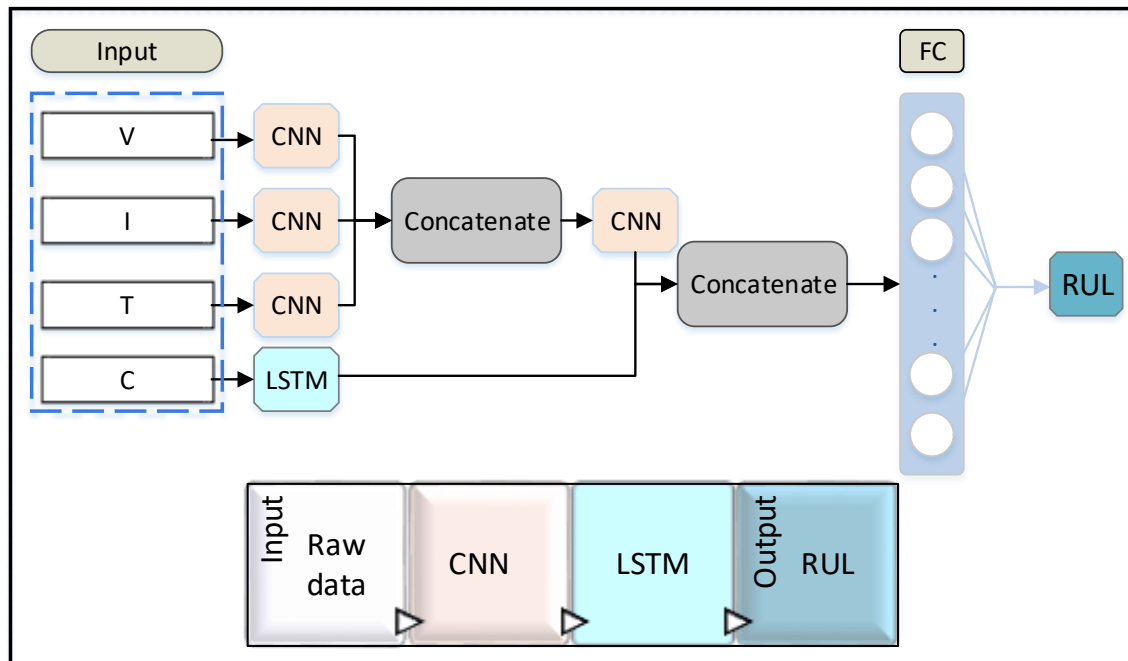 Input
FC
V
CNN
I
CNN
Concatenate
CNN
T
CNN
Concatenate
RUL
C
LSTM
Input
Raw
data
CNN
LSTM
Output
RUL